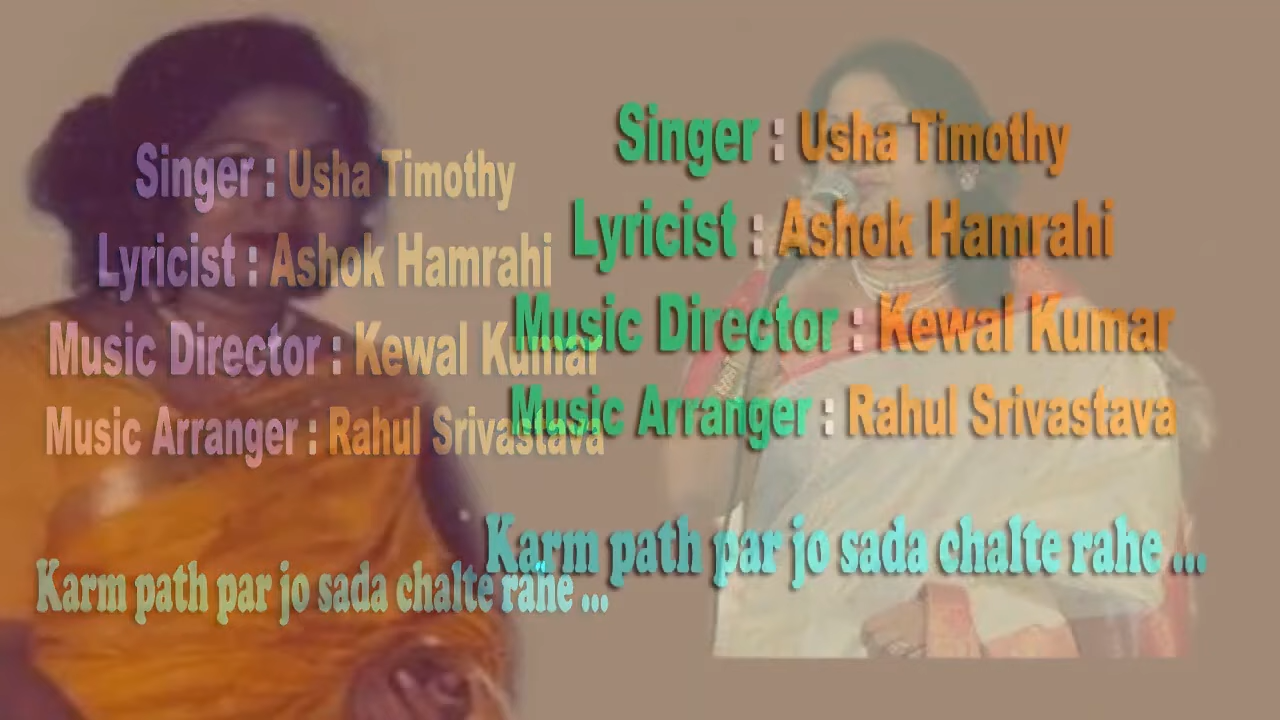 Singer : Usha Timothy
Lyricist : Ashok Hamrahi
Music Director : Kewal Kumar
Music Arranger : Rahul Srivastava
Karm path par jo sada chalte rahe ...
Singer : Usha Timothy
Lyricist : Ashok Hamrahi
Music Director : Kewal Kumar
Music Arranger : Rahul Srivastava
Karm path par jo sada chalte rahe ...